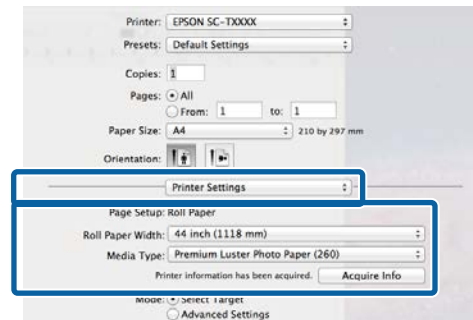 Printer: EPSON SC-TXXXX
Presets: Default Settings
Copies: 1
Pages: All
From: 1 to: 1
Paper Size: A4 210 by 297 mm
Orientation:
Printer Settings
Page Setup: Roll Paper
Roll Paper Width: 44 inch (1118 mm)
Media Type: Premium Luster Photo Paper (260)
Printer information has been acquired. Acquire Info
Mode: Select Target
Advanced Settings